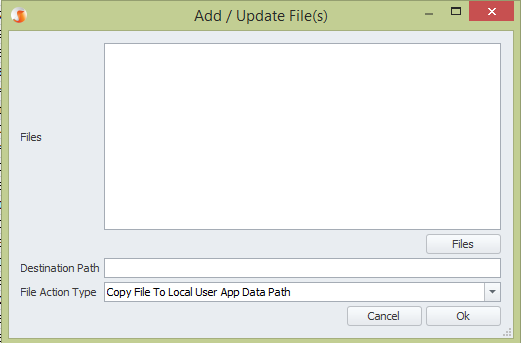 Add / Update File(s)
Files
Files
Destination Path
File Action Type Copy File To Local User App Data Path
Cancel Ok